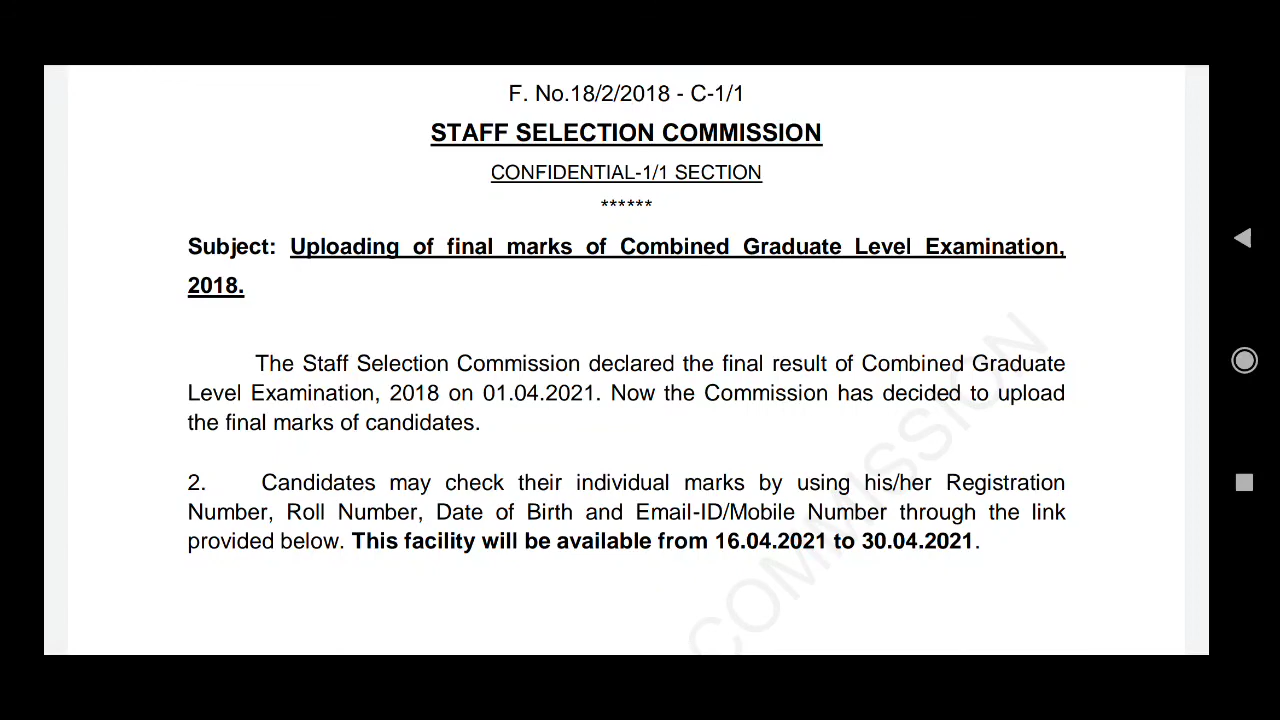 F. No.18/2/2018 - C-1/1
STAFF SELECTION COMMISSION
CONFIDENTIAL-1/1 SECTION
******
Subject: Uploading of final marks of Combined Graduate Level Examination,
2018.
The Staff Selection Commission declared the final result of Combined Graduate
Level Examination, 2018 on 01.04.2021. Now the Commission has decided to upload
the final marks of candidates.
2. Candidates may check their individual marks by using his/her Registration
Number, Roll Number, Date of Birth and Email-ID/Mobile Number through the link
provided below. This facility will be available from 16.04.2021 to 30.04.2021.
COMMISSION